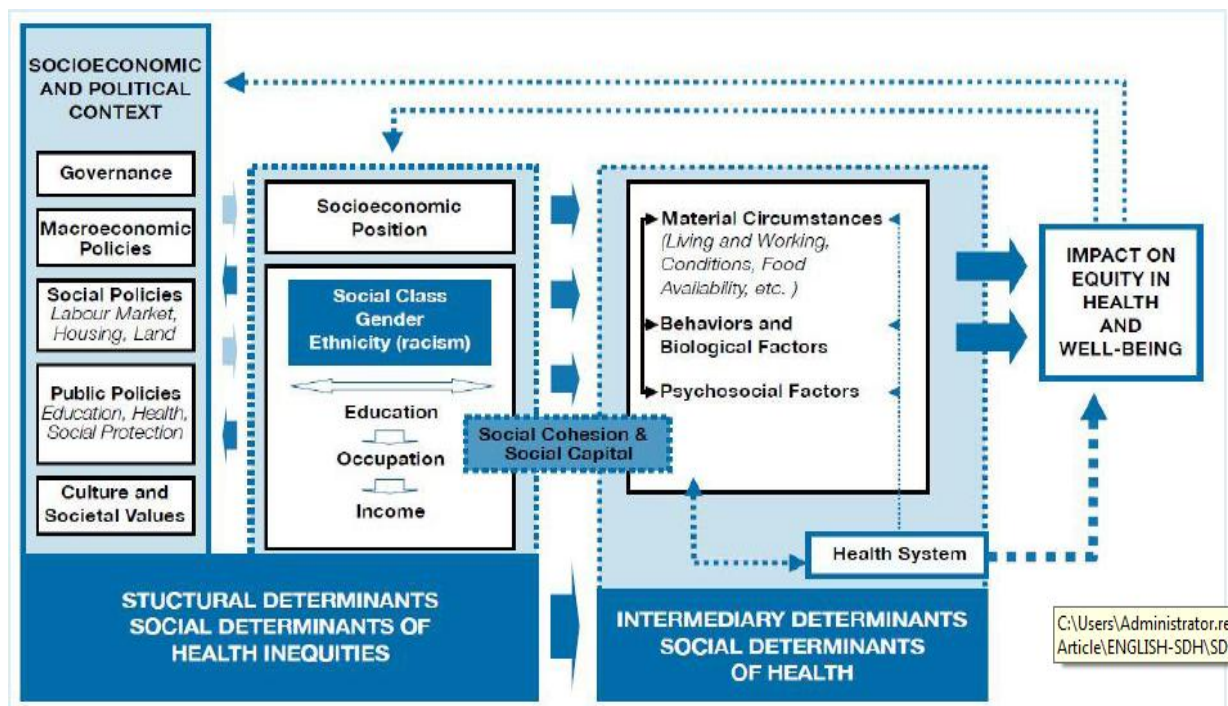 SOCIOECONOMIC
AND POLITICAL
CONTEXT
Governance
Macroeconomic
Policies
Social Policies
Labour Market,
Housing, Land
Public Policies
Education, Health,
Social Protection
Culture and
Societal Values
Socioeconomic
Position
Social Class
Gender
Ethnicity (racism)
Education
Occupation
Income
Social Cohesion &
Social Capital
Material Circumstances
(Living and Working,
Conditions, Food
Availability, etc. )
Behaviors and
Biological Factors
Psychosocial Factors
Health System
IMPACT ON
EQUITY IN
HEALTH
AND
WELL-BEING
STUCTURAL DETERMINANTS
SOCIAL DETERMINANTS OF
HEALTH INEQUITIES
INTERMEDIARY DETERMINANTS
SOCIAL DETERMINANTS
OF HEALTH
C:\Users\Administrator.re
Article\ENGLISH-SDH\SD